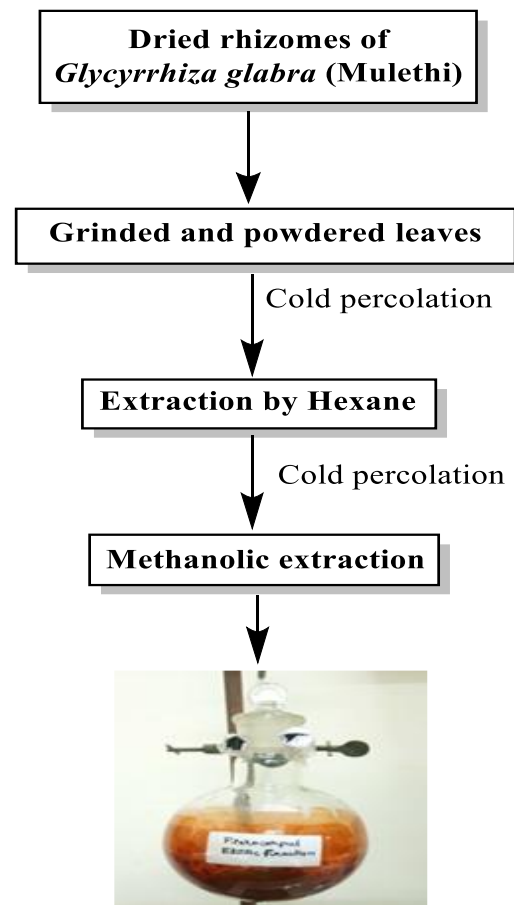 Dried rhizomes of
Glycyrrhiza glabra (Mulethi)
Grinded and powdered leaves
Cold percolation
Extraction by Hexane
Cold percolation
Methanolic extraction